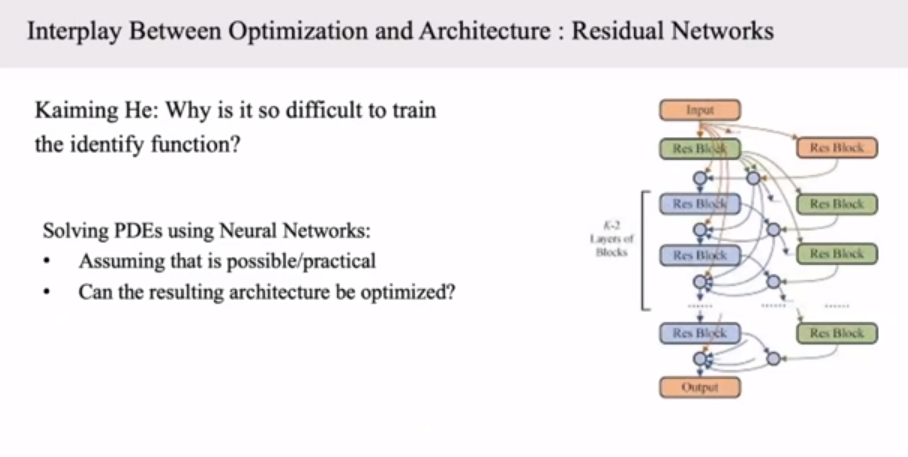 Interplay Between Optimization and Architecture : Residual Networks
Kaiming He: Why is it so difficult to train
the identify function?
Solving PDEs using Neural Networks:
• Assuming that is possible/practical
• Can the resulting architecture be optimized?
Input
Res Block
Res Block
Res Block
Res Block
K-2
Layers of
Blocks
Res Block
Res Block
......
......
......
Res Block
Res Block
Output